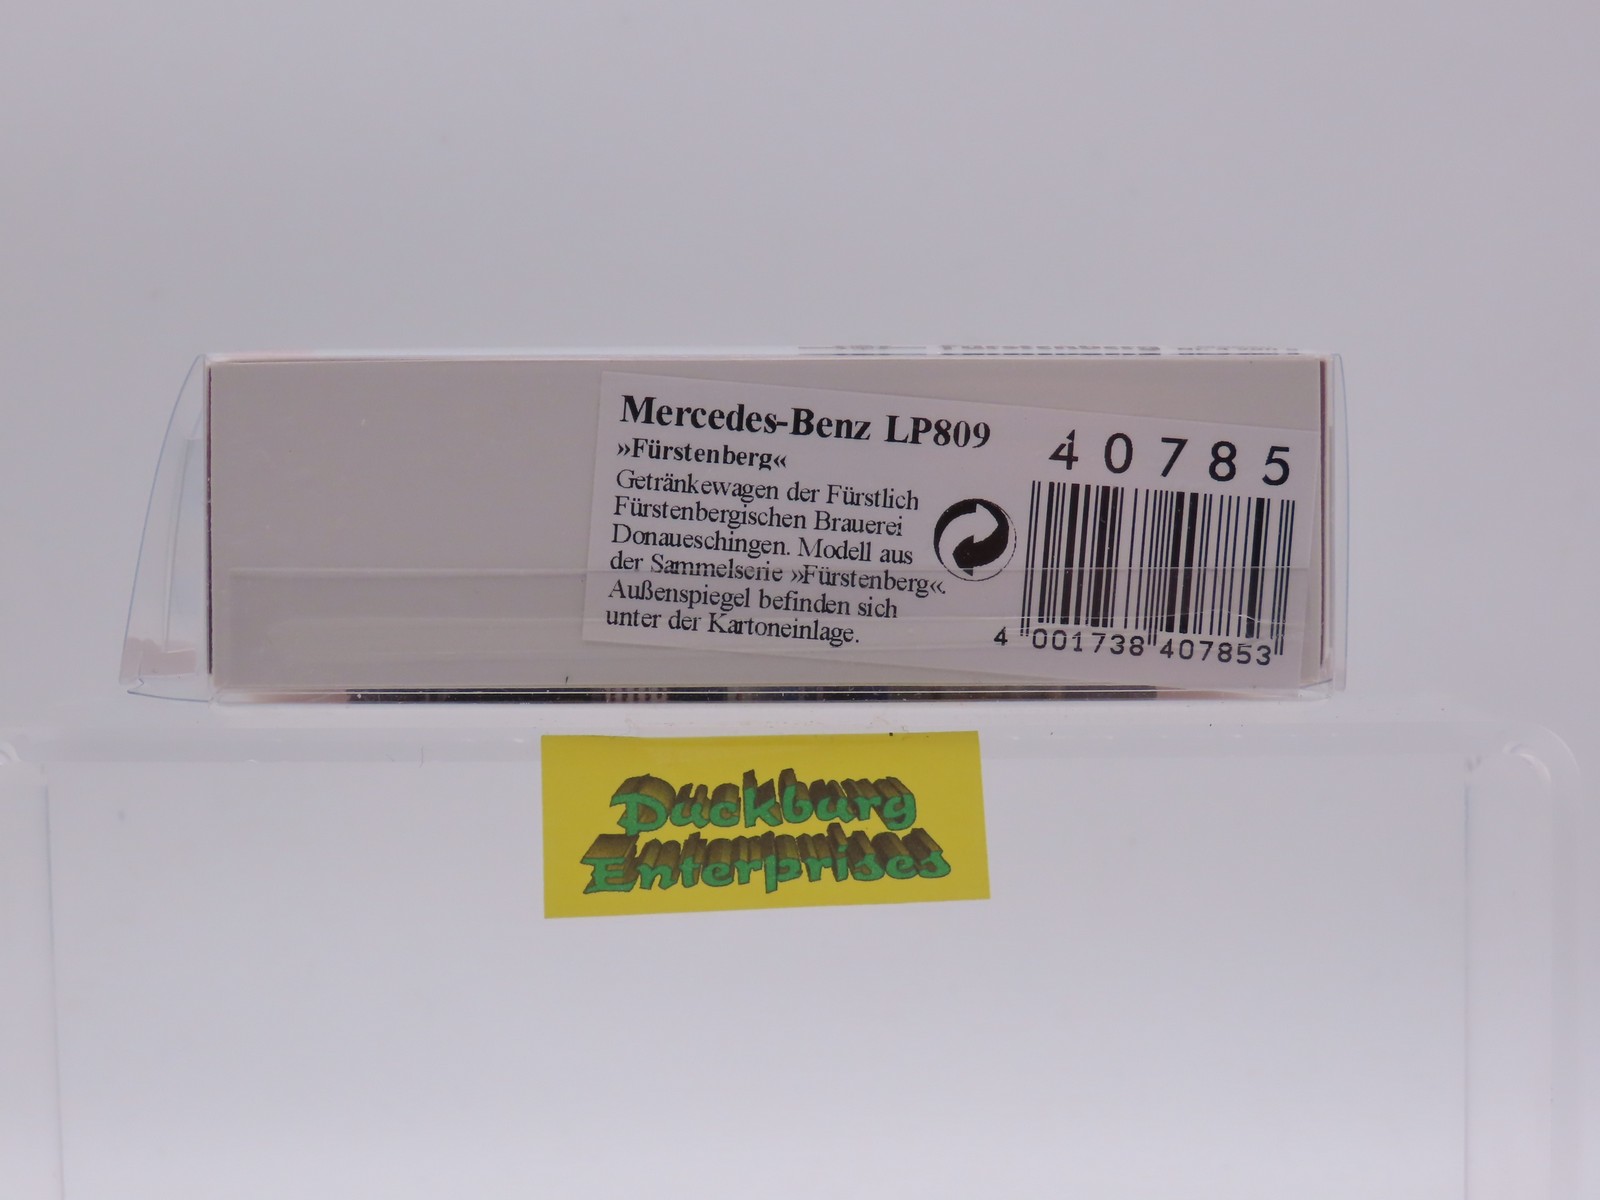 Fürstenberg
Mercedes-Benz LP809
»Fürstenberg«
Getränkewagen der Fürstlich
Fürstenbergischen Brauerei
Donaueschingen. Modell aus
der Sammelserie »Fürstenberg«.
Außenspiegel befinden sich
unter der Kartoneinlage.
40785
4 001738 407853
Duckburg
Enterprises